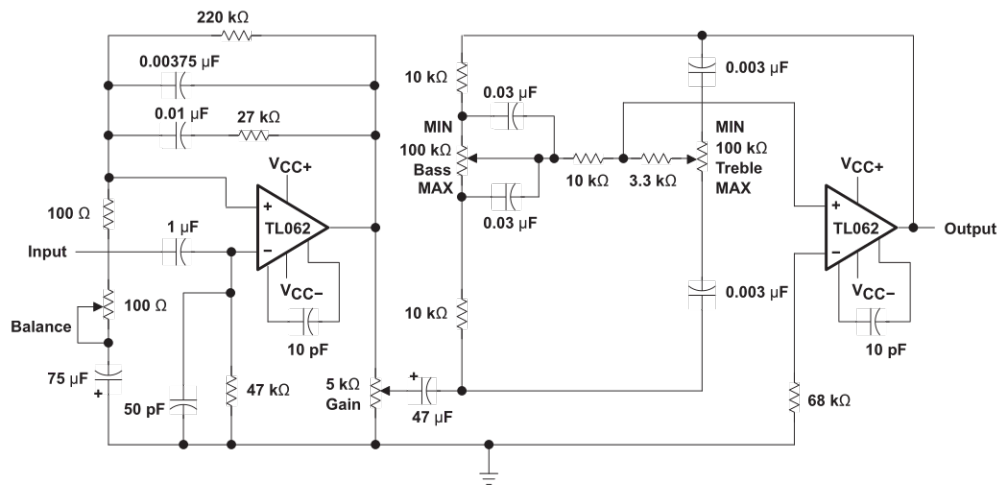 220 kΩ
0.00375 µF
0.01 µF
27 kΩ
100 Ω
1 µF
Input
VCC+
+
TL062
−
VCC−
10 pF
100 Ω
Balance
75 µF
+
50 pF
47 kΩ
5 kΩ
Gain
+
47 µF
10 kΩ
0.03 µF
MIN
100 kΩ
Bass
MAX
0.03 µF
10 kΩ
10 kΩ
3.3 kΩ
0.003 µF
MIN
100 kΩ
Treble
MAX
0.003 µF
VCC+
+
TL062
−
VCC−
10 pF
Output
68 kΩ